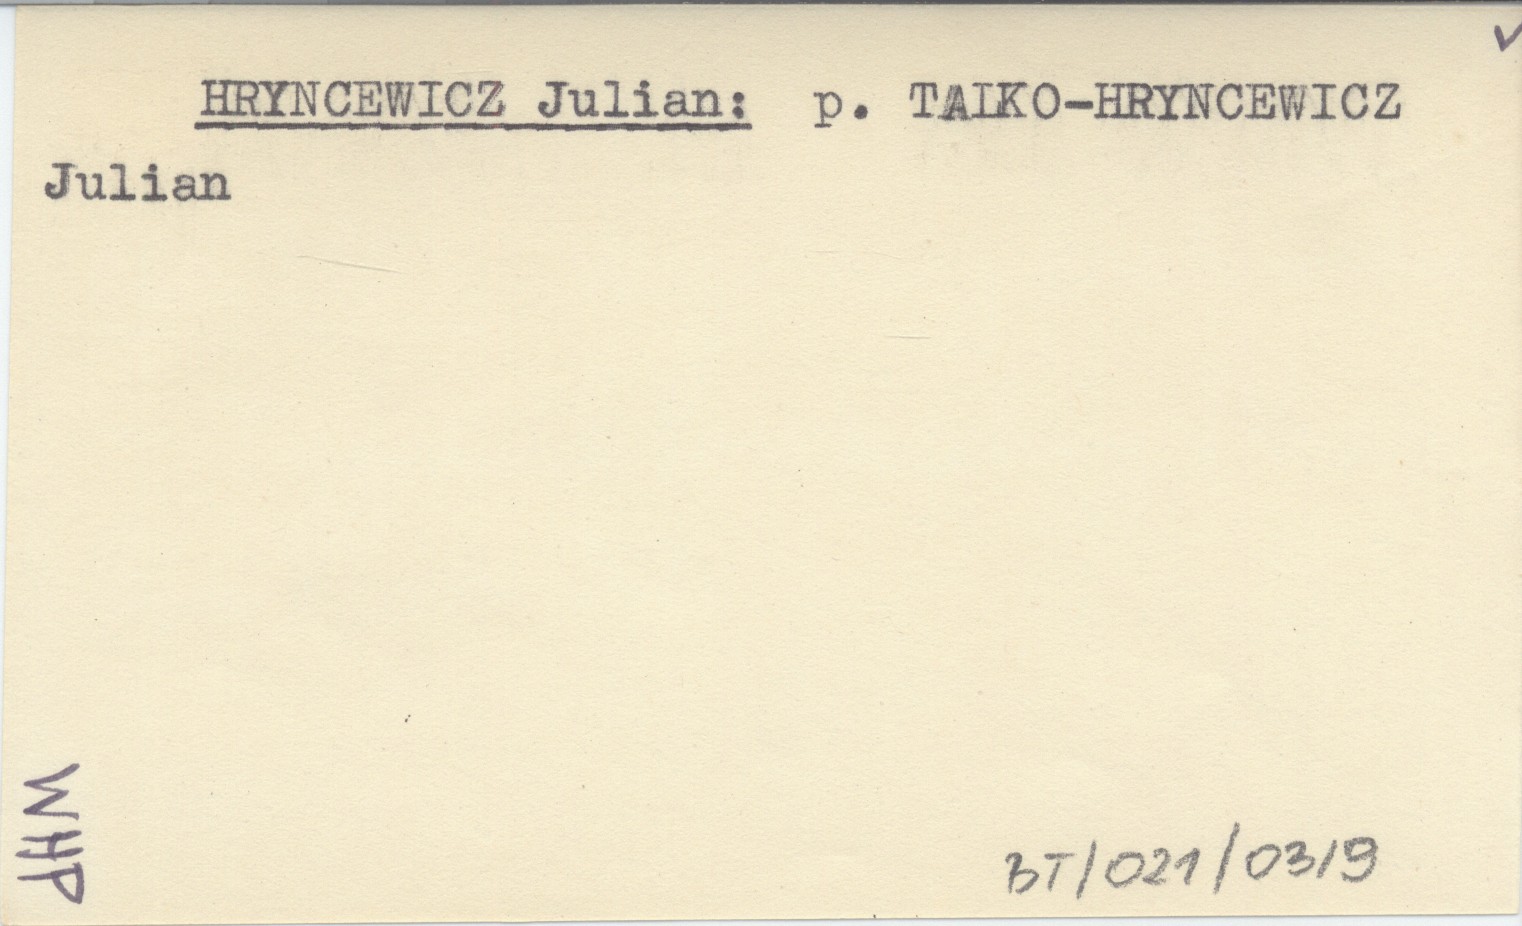 HRYNCEWICZ Julian: p. TAIKO-HRYNCEWICZ
Julian
WHP
BT/021/0319